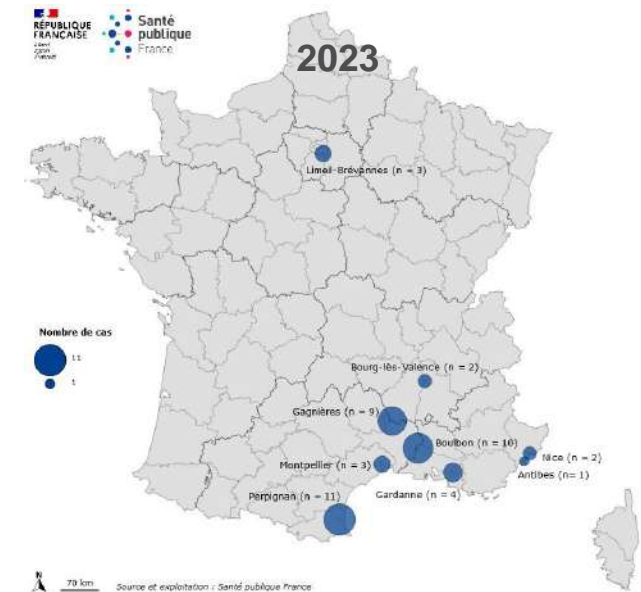 RÉPUBLIQUE
FRANÇAISE
Santé
publique
France
2023
Limeil-Brévannes (n = 3)
Nombre de cas
11
1
Bourg-lès-Valence (n = 2)
Gagnières (n = 9)
Boulbon (n = 10)
Nice (n = 2)
Montpellier (n = 3)
Antibes (n= 1)
Perpignan (n = 11)
Gardanne (n = 4)
N
70 km
Source et exploitation : Santé publique France